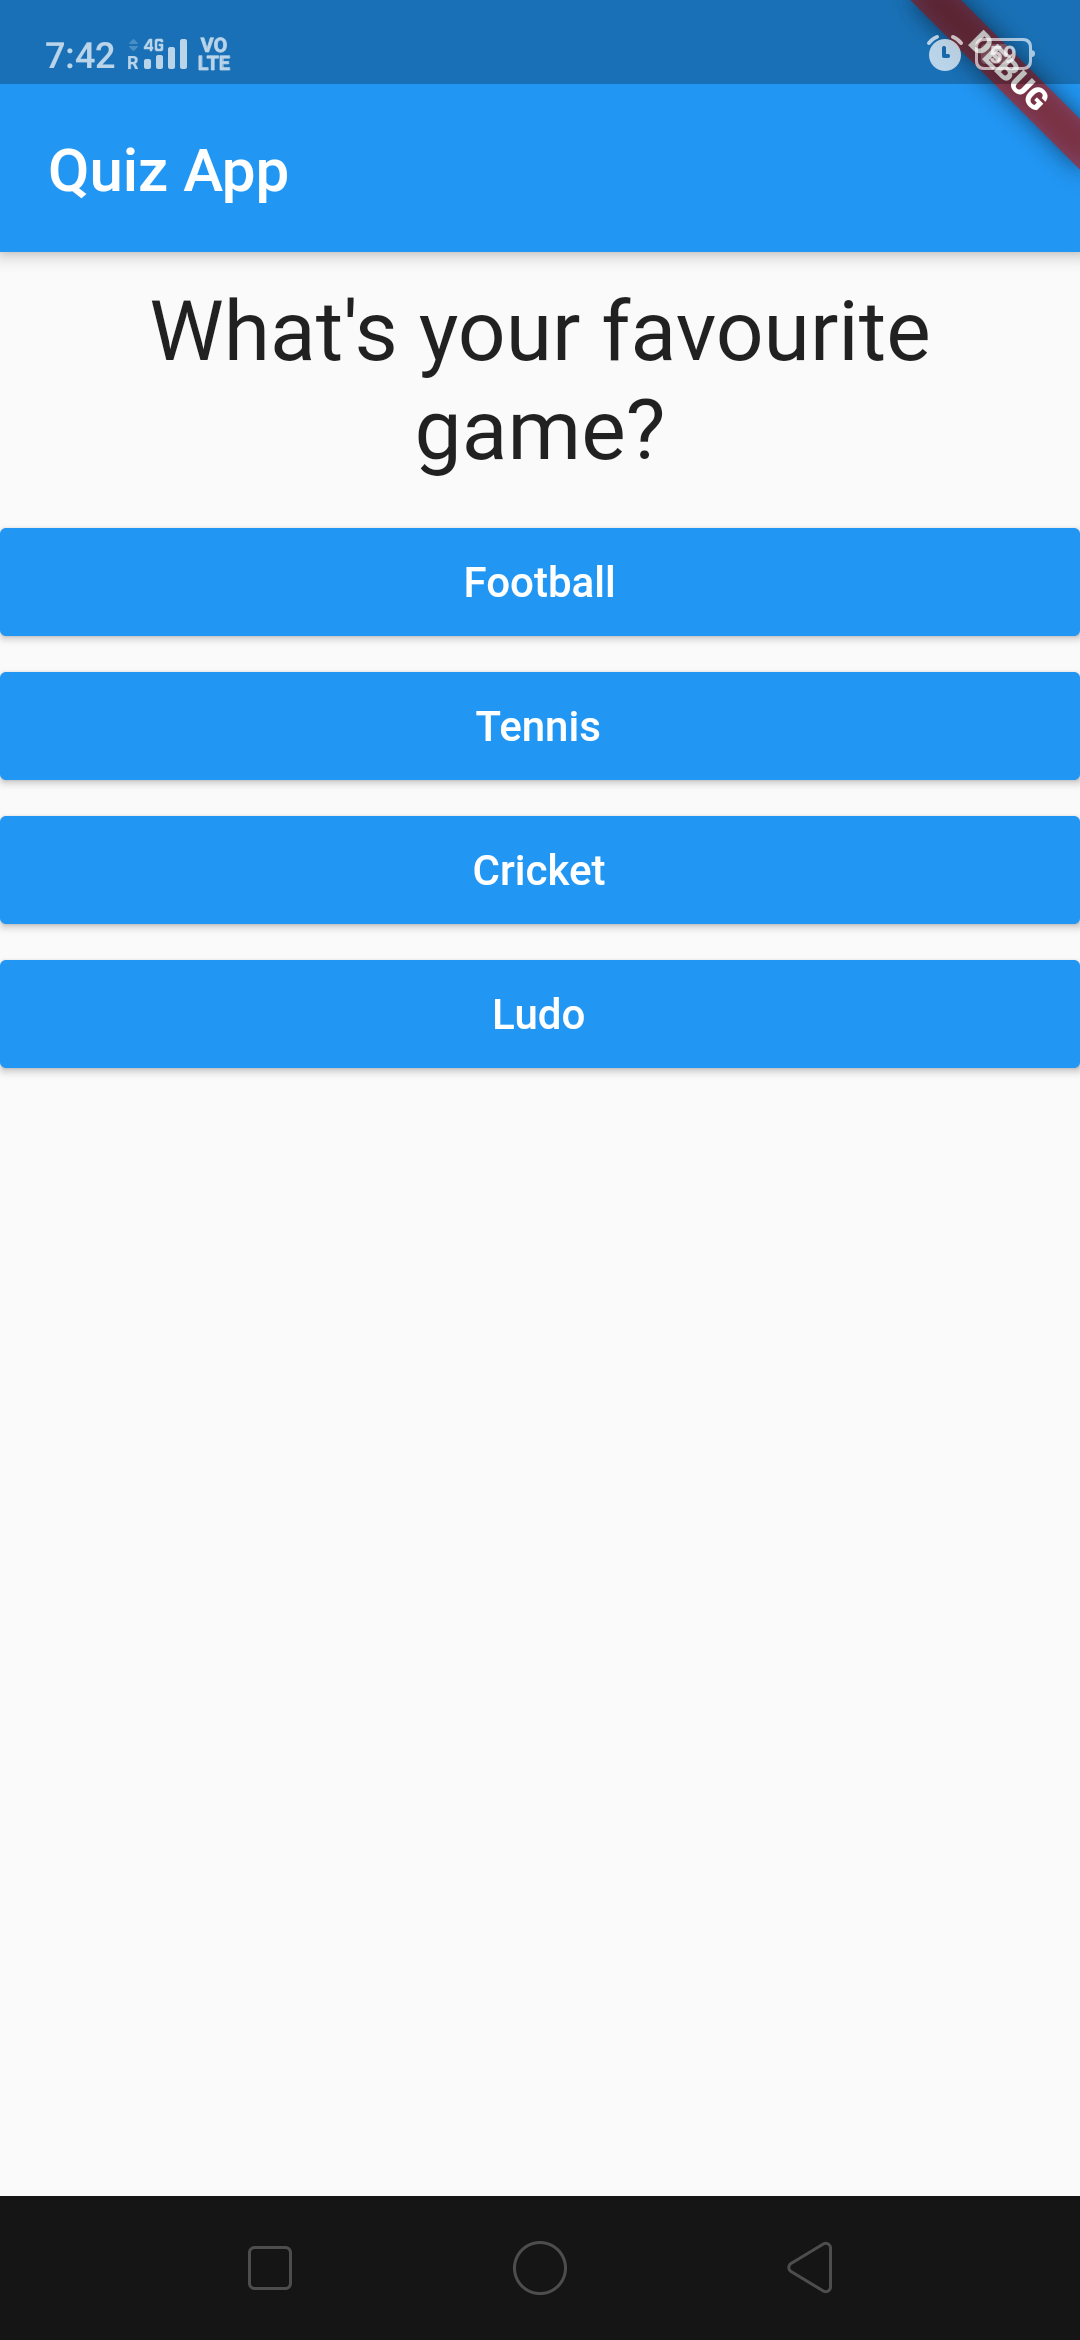 7:42 R 4G VO LTE
DEBUG
Quiz App
What's your favourite
game?
Football
Tennis
Cricket
Ludo